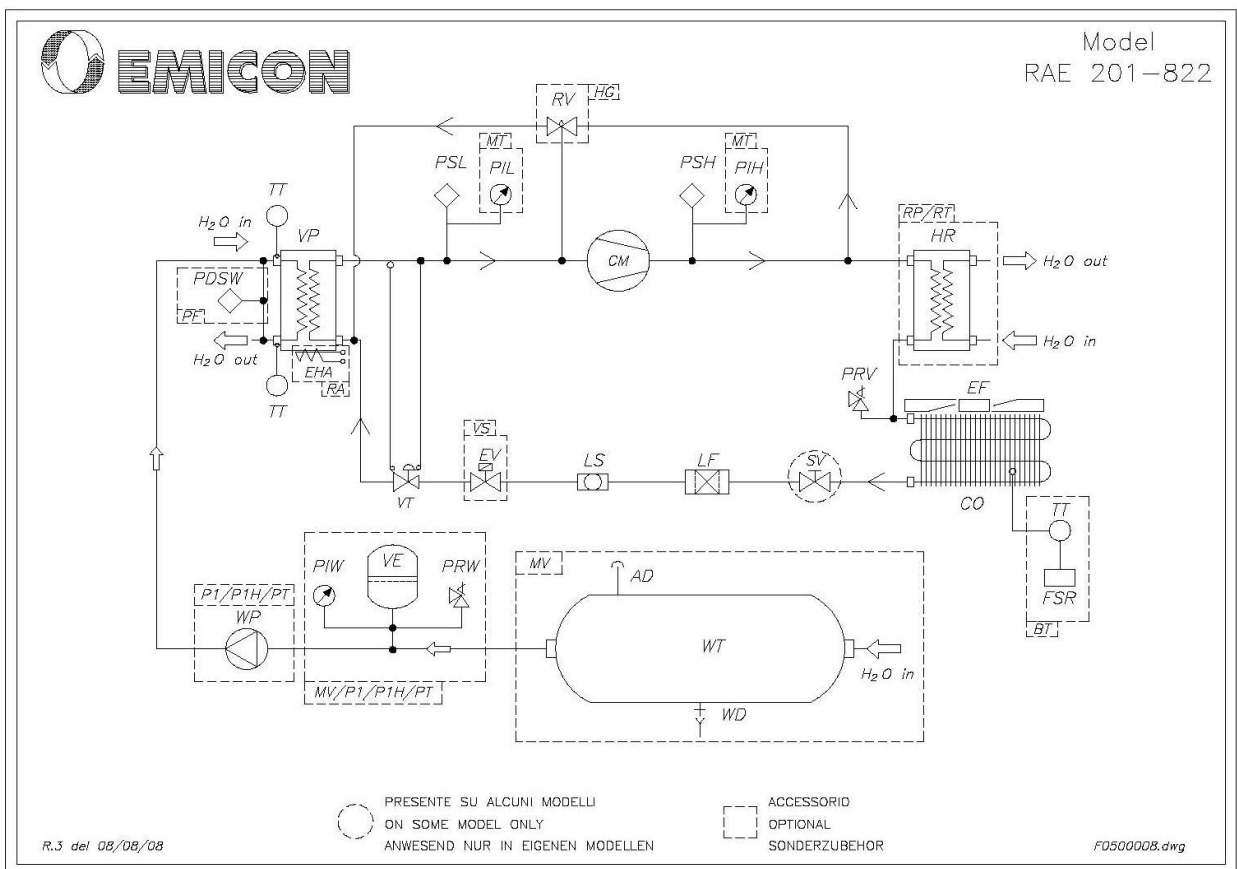 EMICON
Model
RAE 201-822
RV
HG
MT
PSL
PIL
MT
PSH
PIH
TT
H₂O in
VP
PDSW
PF
H₂O out
EHA
RA
TT
CM
RP/RT
HR
H₂O out
H₂O in
PRV
EF
VS
EV
VT
LS
LF
SV
CO
TT
FSR
BT
PIW
VE
PRW
P1/P1H/PT
WP
MV/P1/P1H/PT
MV
AD
WT
H₂O in
WD
PRESENTE SU ALCUNI MODELLI
ON SOME MODEL ONLY
ANWESEND NUR IN EIGENEN MODELLEN
ACCESSORIO
OPTIONAL
SONDERZUBEHOR
R.3 del 08/08/08
F0500008.dwg